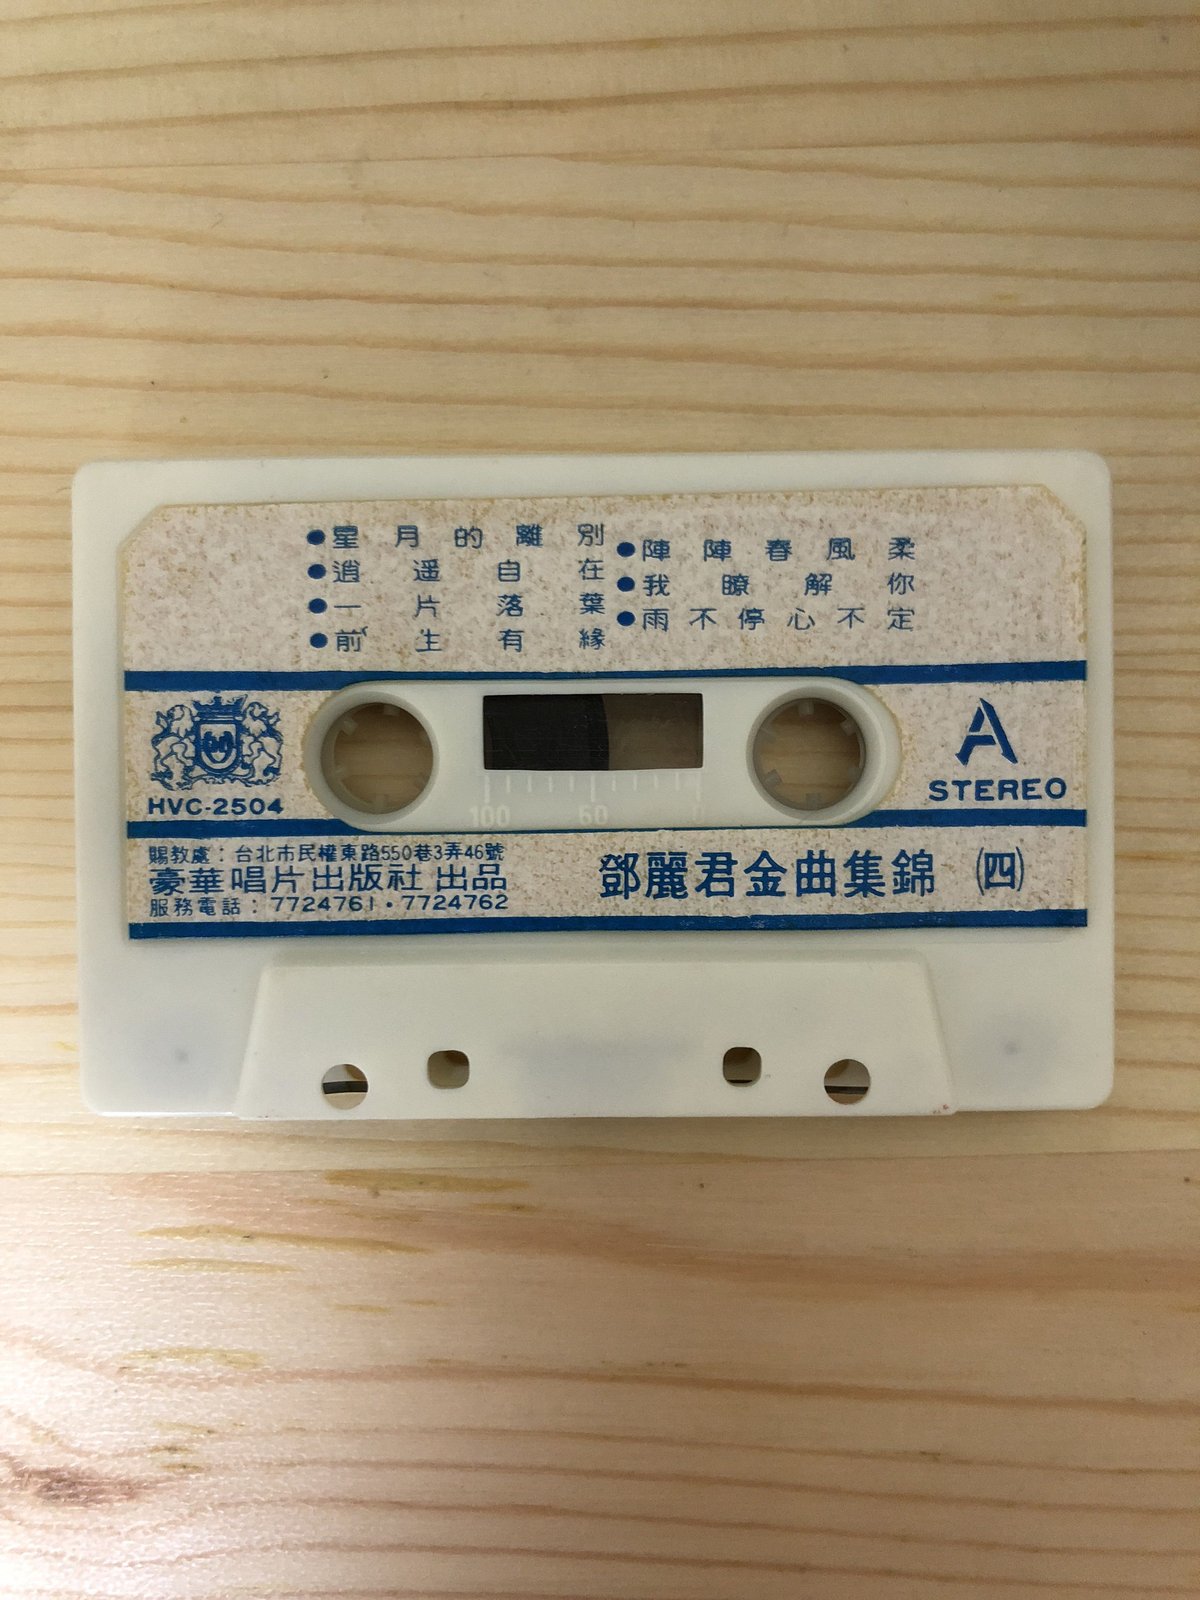 ●星月的離別
●逍遥自在
●一片落葉
●前生有緣
●陣陣春風柔
●我瞭解你
●雨不停心不定
HVC-2504
A
STEREO
100 60
賜教處：台北市民權東路550巷3弄46號
豪華唱片出版社出品
服務電話：7724761・7724762
鄧麗君金曲集錦 ㈣